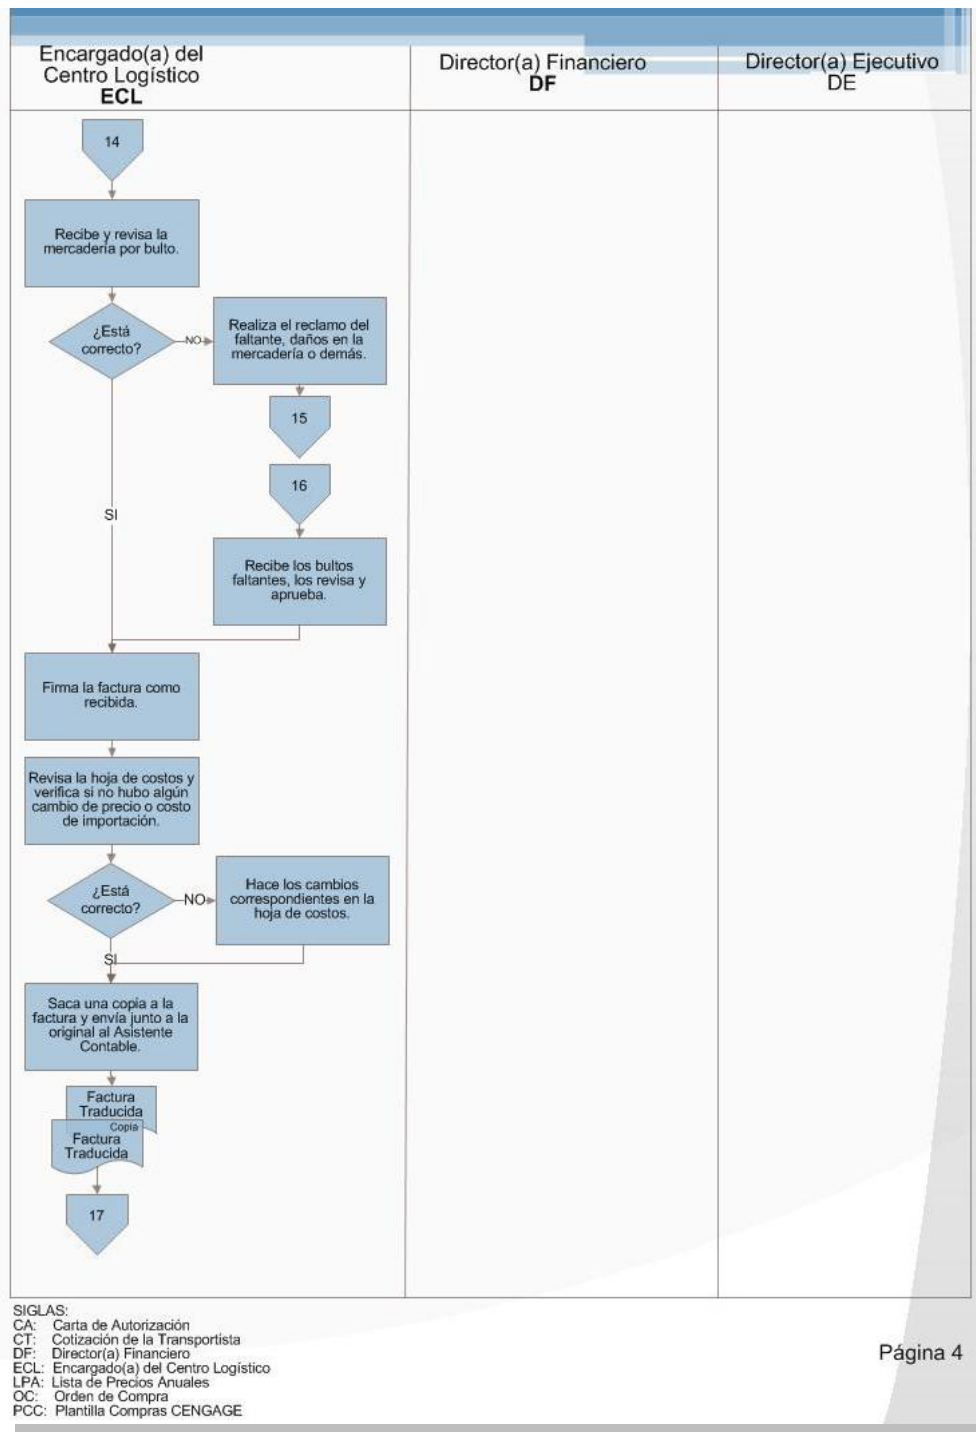 Encargado(a) del
Centro Logístico
ECL
Director(a) Financiero
DF
Director(a) Ejecutivo
DE
14
Recibe y revisa la
mercadería por bulto.
¿Está
correcto?
NO
Realiza el reclamo del
faltante, daños en la
mercadería o demás.
15
16
SI
Recibe los bultos
faltantes, los revisa y
aprueba.
Firma la factura como
recibida.
Revisa la hoja de costos y
verifica si no hubo algún
cambio de precio o costo
de importación.
¿Está
correcto?
NO
Hace los cambios
correspondientes en la
hoja de costos.
SI
Saca una copia a la
factura y envía junto a la
original al Asistente
Contable.
Factura
Traducida
Copia
Factura
Traducida
17
SIGLAS:
CA: Carta de Autorización
CT: Cotización de la Transportista
DF: Director(a) Financiero
ECL: Encargado(a) del Centro Logístico
LPA: Lista de Precios Anuales
OC: Orden de Compra
PCC: Plantilla Compras CENGAGE
Página 4